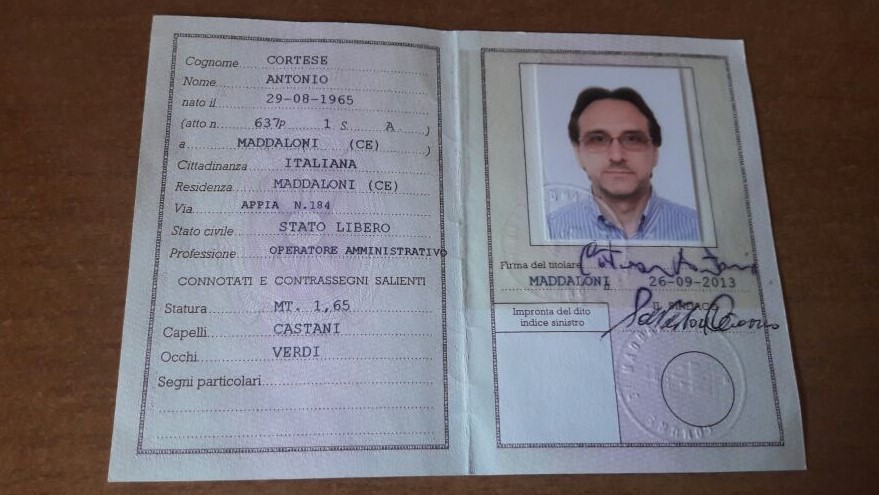 Cognome CORTESE
Nome ANTONIO
nato il 29-08-1965
(atto n. 637 P 1 S A )
a MADDALONI (CE) )
Cittadinanza ITALIANA
Residenza MADDALONI (CE)
Via APPIA N.184
Stato civile STATO LIBERO
Professione OPERATORE AMMINISTRATIVO
CONNOTATI E CONTRASSEGNI SALIENTI
Statura MT. 1,65
Capelli CASTANI
Occhi VERDI
Segni particolari
Firma del titolare Cortese Antonio
MADDALONI 26-09-2013
IL SINDACO
Impronta del dito
indice sinistro